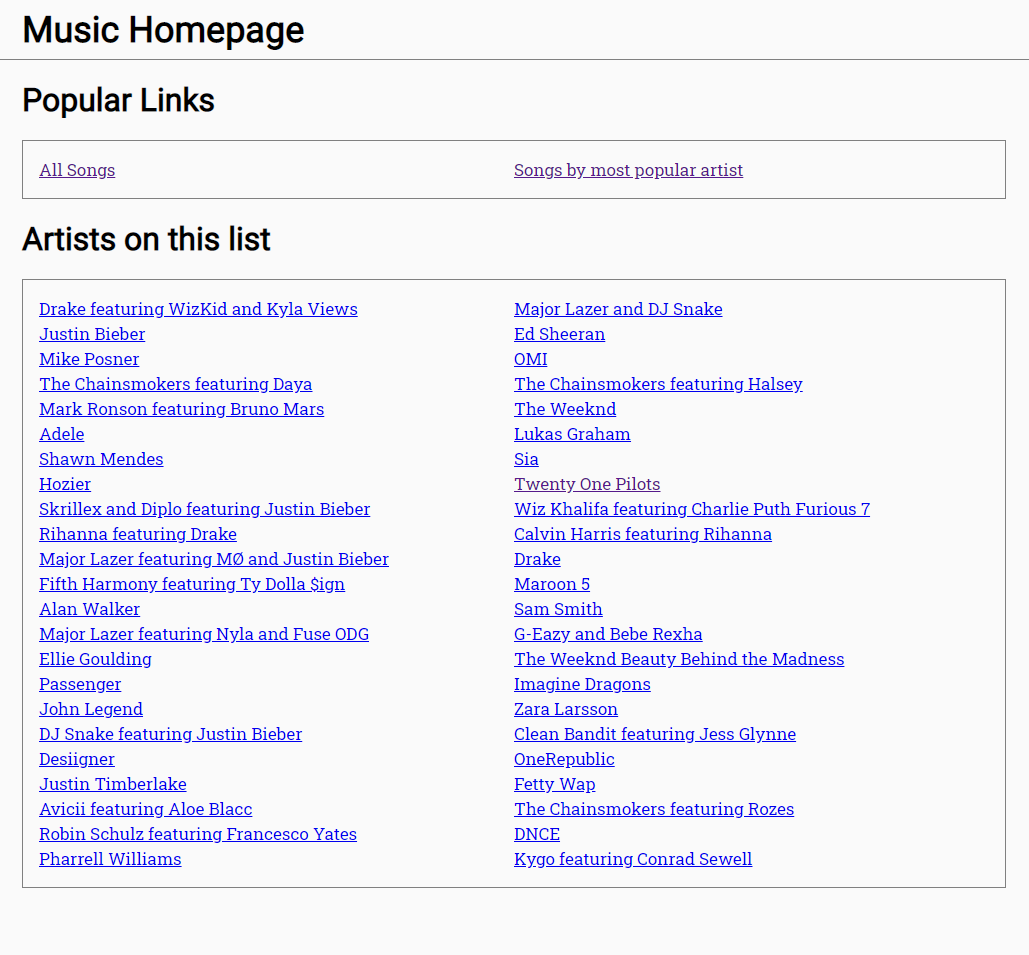 Music Homepage
Popular Links
All Songs
Songs by most popular artist
Artists on this list
Drake featuring WizKid and Kyla Views
Major Lazer and DJ Snake
Justin Bieber
Ed Sheeran
Mike Posner
OMI
The Chainsmokers featuring Daya
The Chainsmokers featuring Halsey
Mark Ronson featuring Bruno Mars
The Weeknd
Adele
Lukas Graham
Shawn Mendes
Sia
Hozier
Twenty One Pilots
Skrillex and Diplo featuring Justin Bieber
Wiz Khalifa featuring Charlie Puth Furious 7
Rihanna featuring Drake
Calvin Harris featuring Rihanna
Major Lazer featuring MØ and Justin Bieber
Drake
Fifth Harmony featuring Ty Dolla $ign
Maroon 5
Alan Walker
Sam Smith
Major Lazer featuring Nyla and Fuse ODG
G-Eazy and Bebe Rexha
Ellie Goulding
The Weeknd Beauty Behind the Madness
Passenger
Imagine Dragons
John Legend
Zara Larsson
DJ Snake featuring Justin Bieber
Clean Bandit featuring Jess Glynne
Desiigner
OneRepublic
Justin Timberlake
Fetty Wap
Avicii featuring Aloe Blacc
The Chainsmokers featuring Rozes
Robin Schulz featuring Francesco Yates
DNCE
Pharrell Williams
Kygo featuring Conrad Sewell